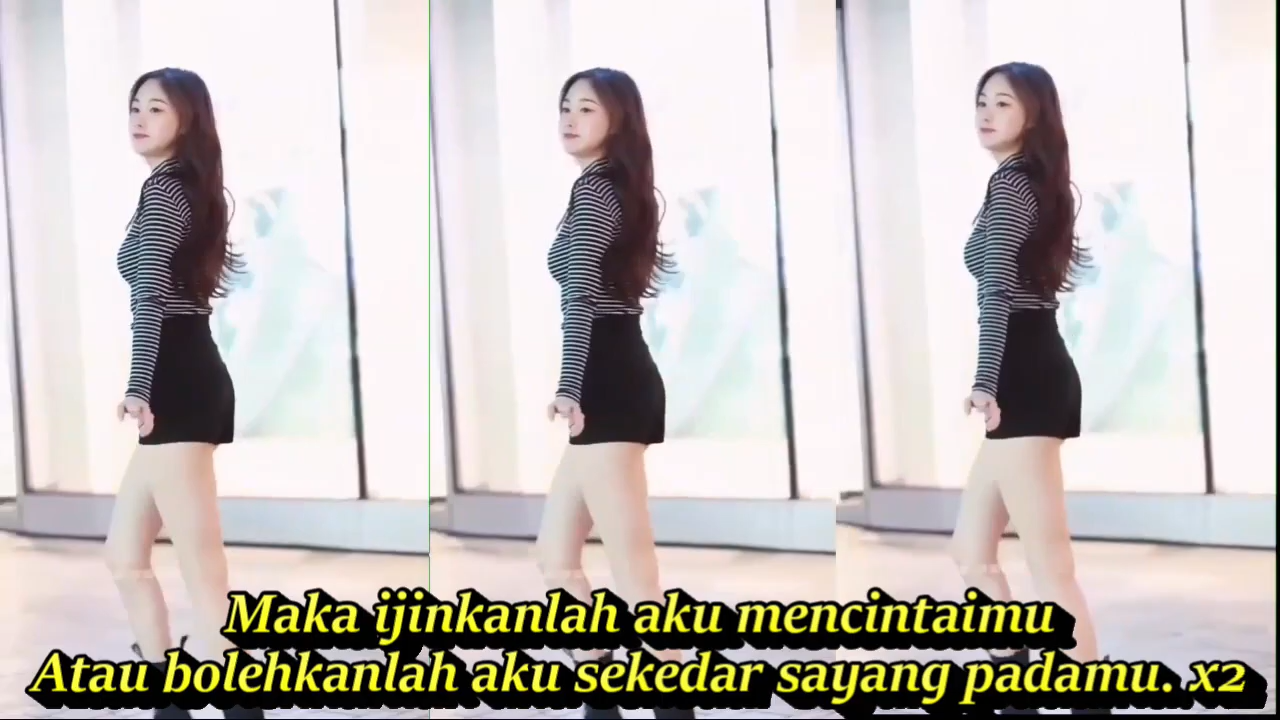 Maka ijinkanlah aku mencintaimu
Atau bolehkanlah aku sekedar sayang padamu. x2